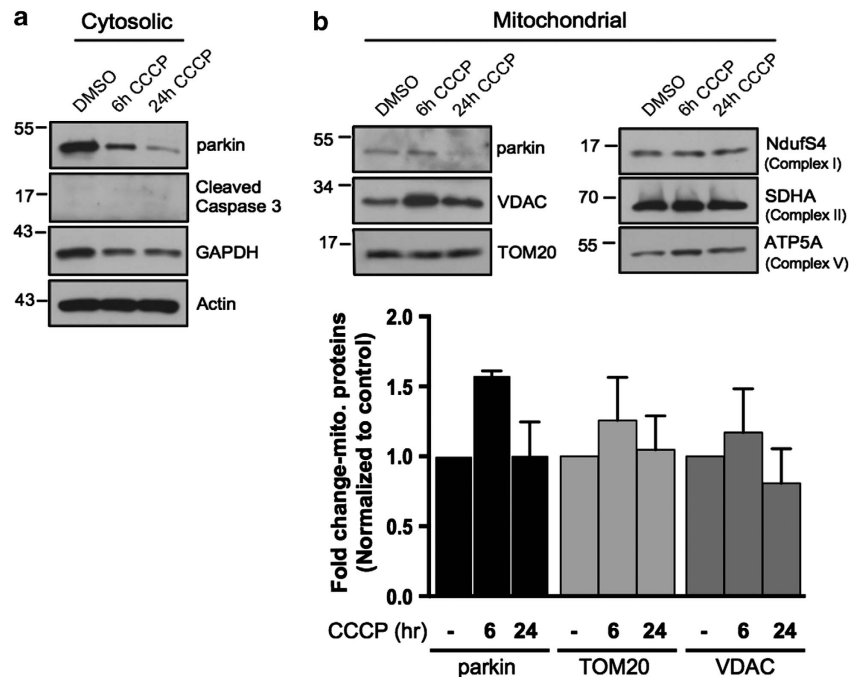 a
Cytosolic
DMSO
6h CCCP
24h CCCP
55
parkin
17
Cleaved
Caspase 3
43
GAPDH
43
Actin
b
Mitochondrial
DMSO
6h CCCP
24h CCCP
55
parkin
34
VDAC
17
TOM20
DMSO
6h CCCP
24h CCCP
17
NdufS4
(Complex I)
70
SDHA
(Complex II)
55
ATP5A
(Complex V)
Fold change-mito. proteins
(Normalized to control)
2.0
1.5
1.0
0.5
0.0
CCCP (hr) - 6 24 - 6 24 - 6 24
parkin TOM20 VDAC